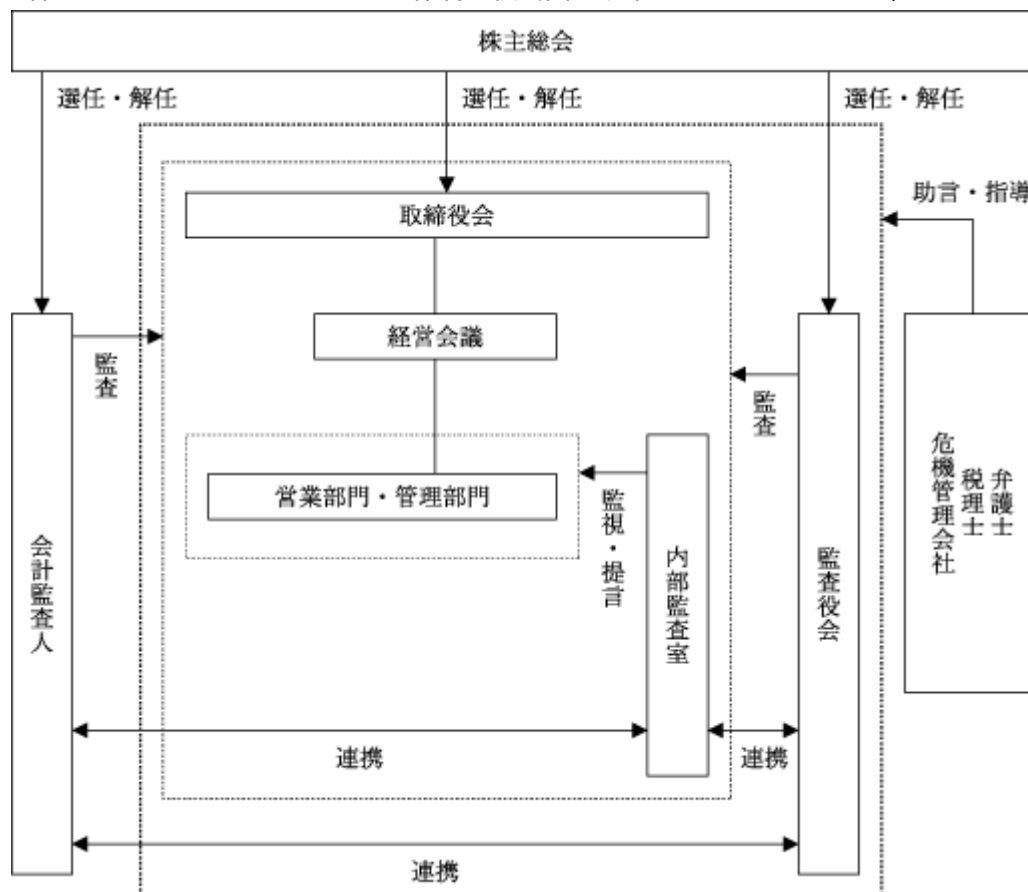 株主総会
選任・解任
選任・解任
選任・解任
取締役会
助言・指導
経営会議
監査
監査
営業部門・管理部門
監視・提言
会計監査人
内部監査室
監査役会
弁護士
税理士
危機管理会社
連携
連携
連携